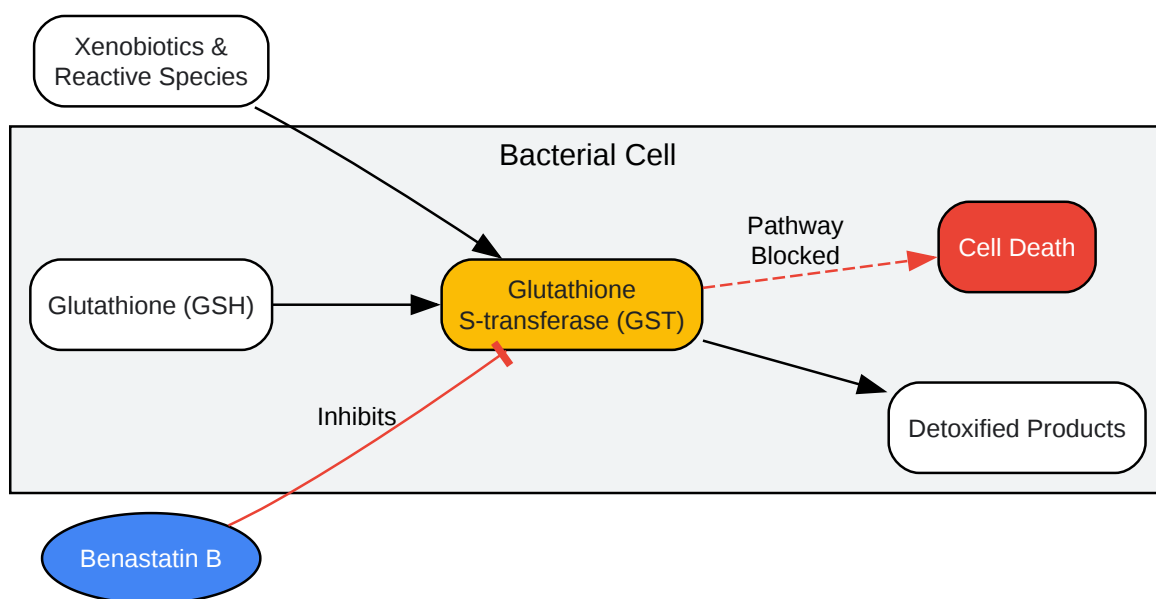 Xenobiotics &
Reactive Species
Bacterial Cell
Pathway
Blocked
Cell Death
Glutathione (GSH)
Glutathione
S-transferase (GST)
Inhibits
Detoxified Products
Benastatin B